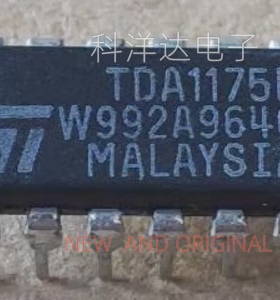 科洋达电子
TDA1175
W992A964
MALAYSIA
NEW AND ORIGINAL